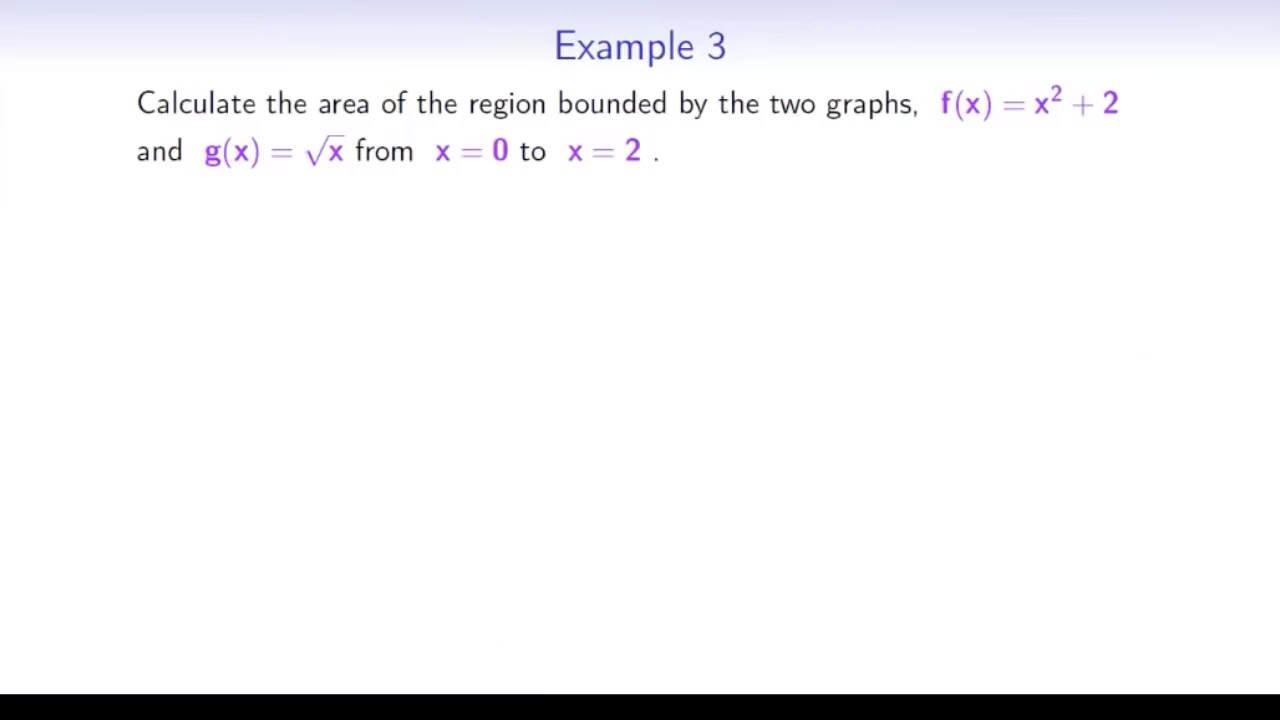 Example 3
Calculate the area of the region bounded by the two graphs, f(x) = x² + 2
and g(x) = √x from x = 0 to x = 2 .